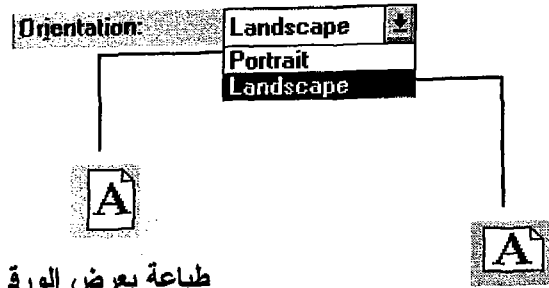 Orientation: Landscape
Portrait
Landscape
A
A
طباعة بعرض الورق